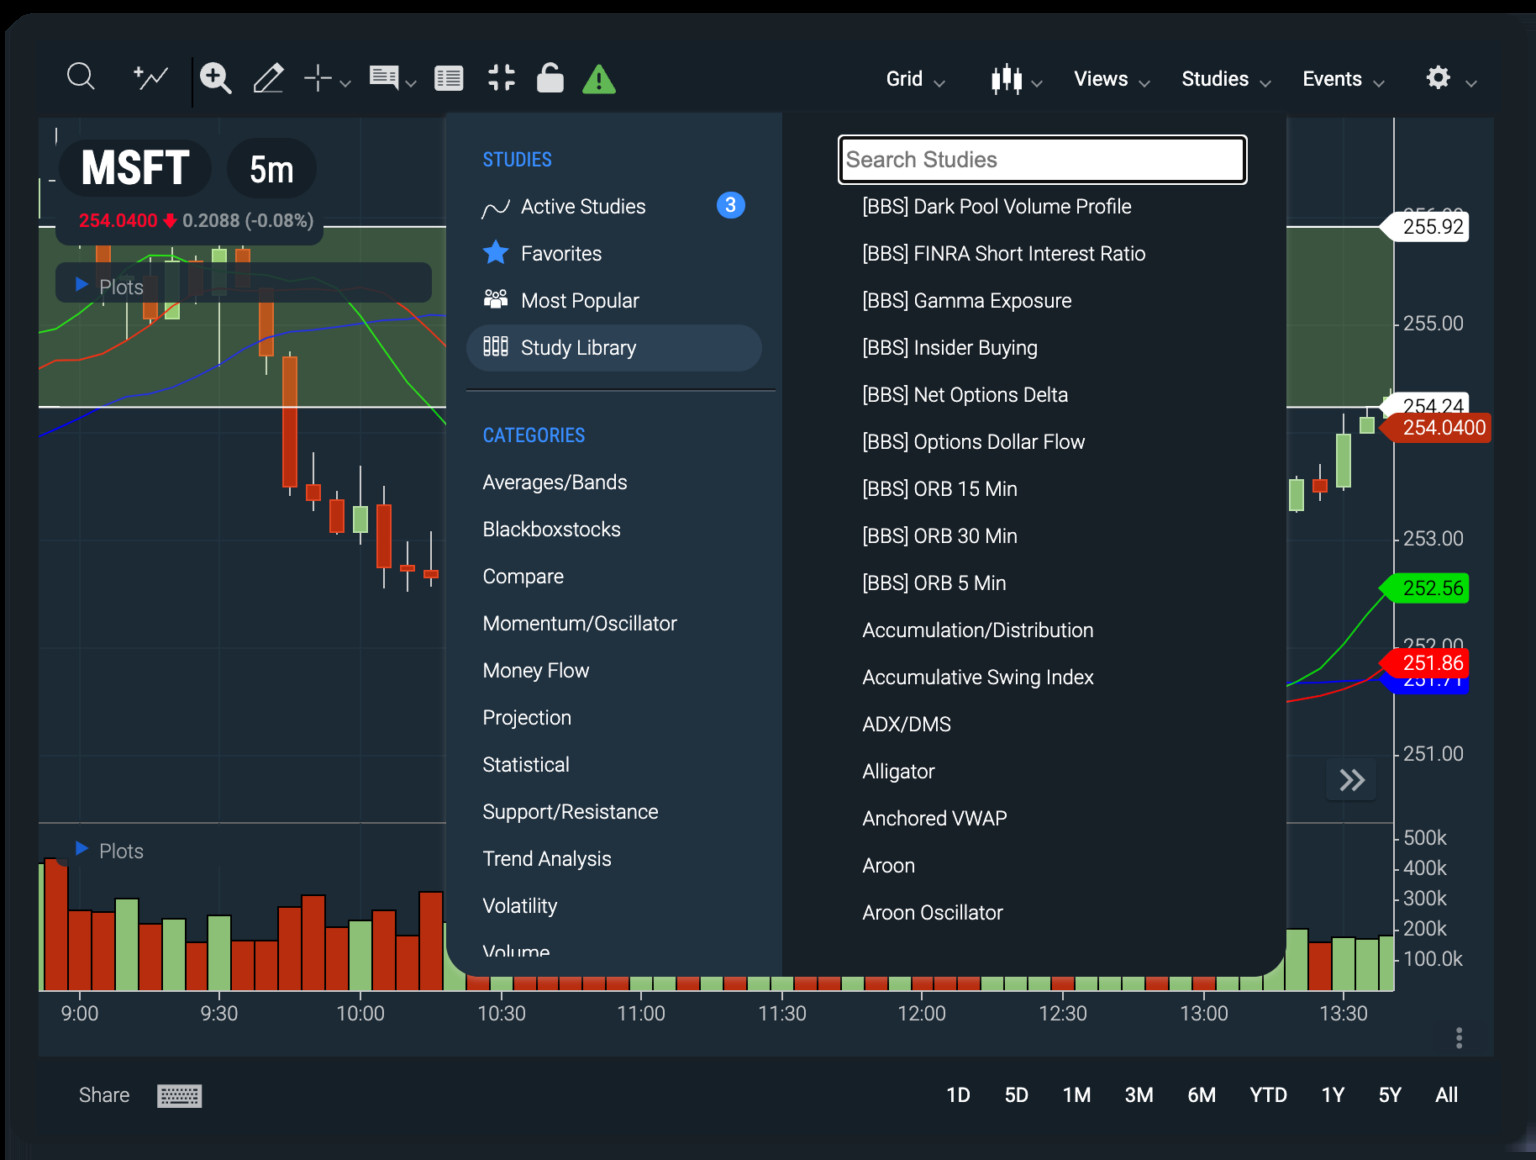 Grid
Views
Studies
Events
MSFT
5m
254.0400 0.2088 (-0.08%)
Plots
STUDIES
Active Studies
3
Favorites
Most Popular
Study Library
CATEGORIES
Averages/Bands
Blackboxstocks
Compare
Momentum/Oscillator
Money Flow
Projection
Statistical
Support/Resistance
Trend Analysis
Volatility
Volume
Search Studies
[BBS] Dark Pool Volume Profile
[BBS] FINRA Short Interest Ratio
[BBS] Gamma Exposure
[BBS] Insider Buying
[BBS] Net Options Delta
[BBS] Options Dollar Flow
[BBS] ORB 15 Min
[BBS] ORB 30 Min
[BBS] ORB 5 Min
Accumulation/Distribution
Accumulative Swing Index
ADX/DMS
Alligator
Anchored VWAP
Aroon
Aroon Oscillator
255.92
255.00
254.24
254.0400
253.00
252.56
252.00
251.86
251.71
251.00
Plots
500k
400k
300k
200k
100.0k
9:00
9:30
10:00
10:30
11:00
11:30
12:00
12:30
13:00
13:30
Share
1D
5D
1M
3M
6M
YTD
1Y
5Y
All